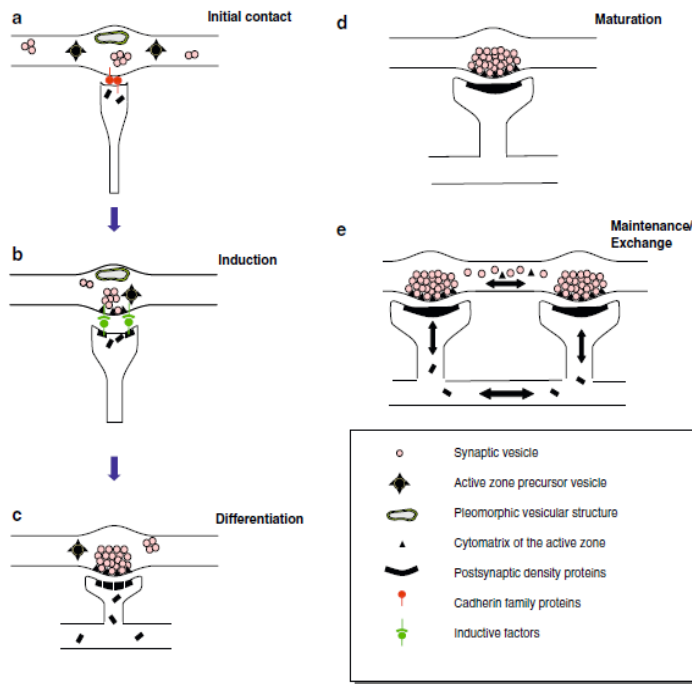 a
Initial contact
b
Induction
c
Differentiation
d
Maturation
e
Maintenance/
Exchange
Synaptic vesicle
Active zone precursor vesicle
Pleomorphic vesicular structure
Cytomatrix of the active zone
Postsynaptic density proteins
Cadherin family proteins
Inductive factors